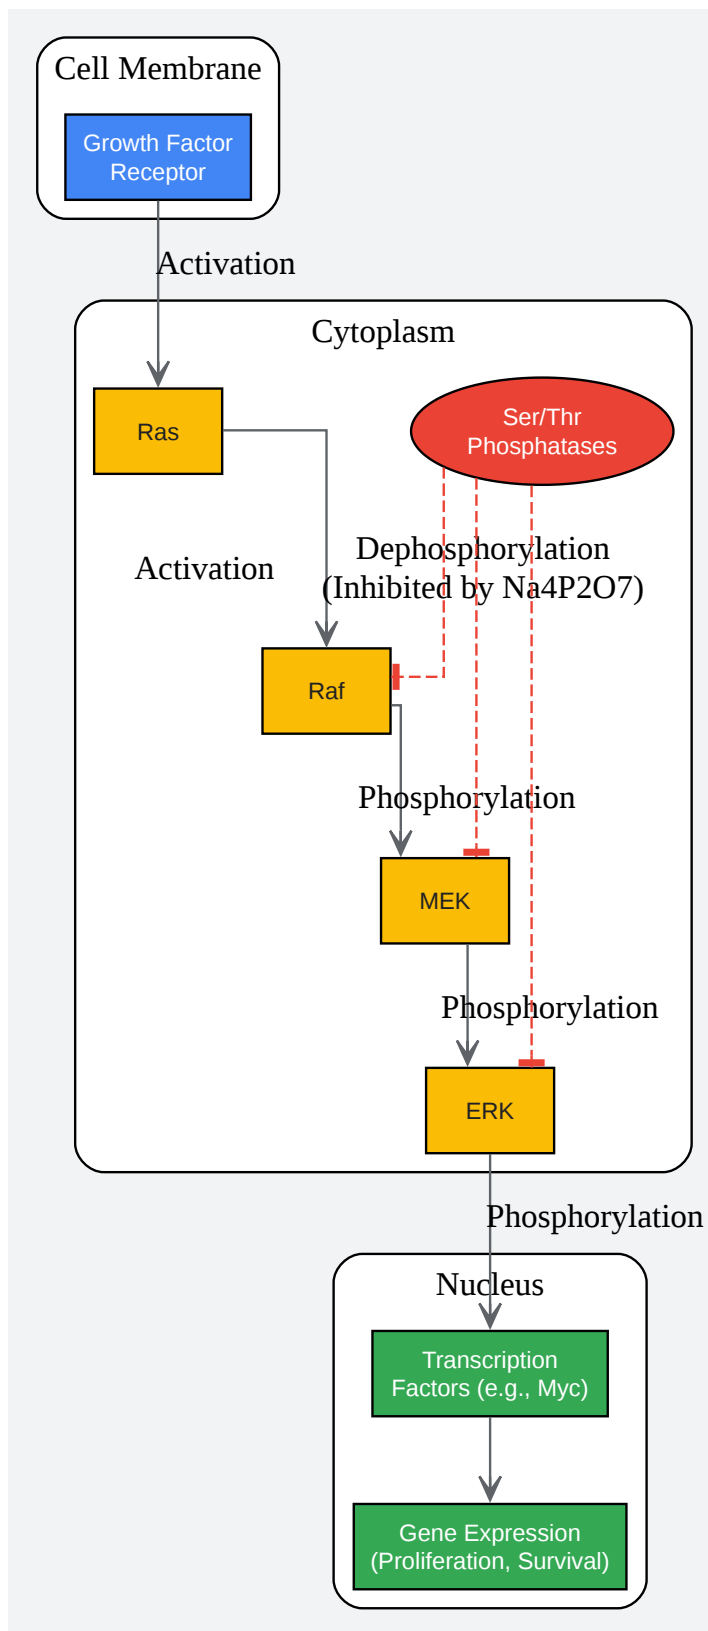 Cell Membrane
Growth Factor
Receptor
Activation
Cytoplasm
Ras
Ser/Thr
Phosphatases
Activation
Dephosphorylation
(Inhibited by Na4P2O7)
Raf
Phosphorylation
MEK
Phosphorylation
ERK
Phosphorylation
Nucleus
Transcription
Factors (e.g., Myc)
Gene Expression
(Proliferation, Survival)